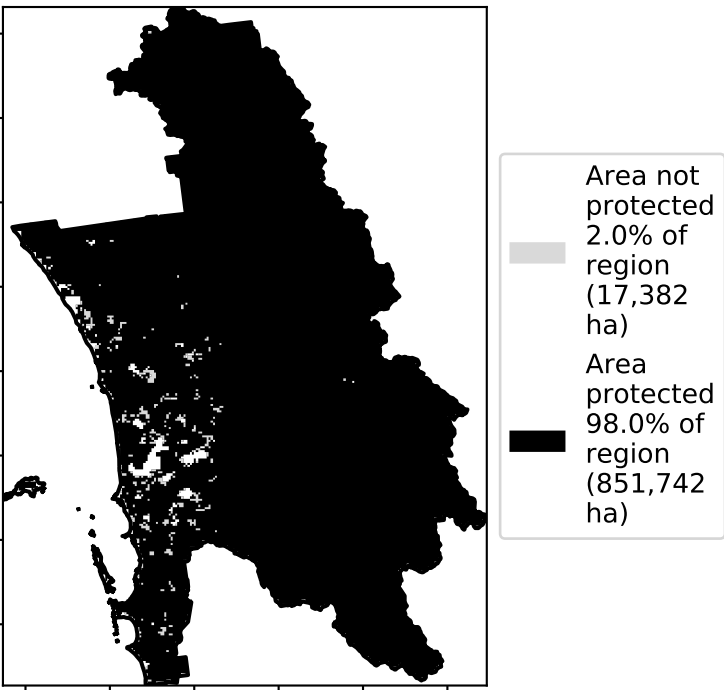 Area not
protected
2.0% of
region
(17,382
ha)
Area
protected
98.0% of
region
(851,742
ha)